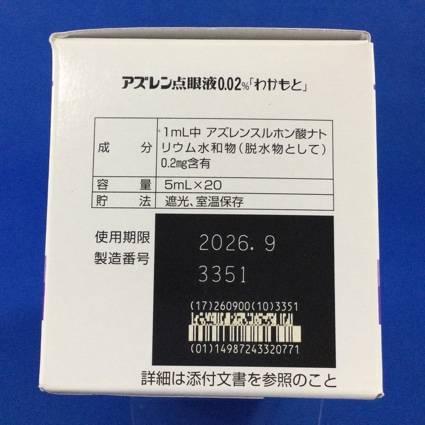 アズレン点眼液0.02%「わかもと」
成分 1mL中 アズレンスルホン酸ナト
リウム水和物(脱水物として)
0.2mg含有
容量 5mL×20
貯法 遮光、室温保存
使用期限 2026.9
製造番号 3351
(17)260900(10)3351
(01)14987243320771
詳細は添付文書を参照のこと